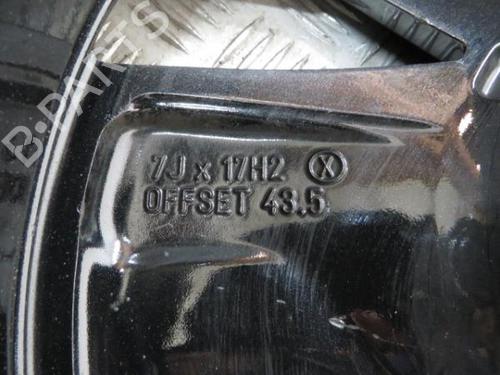 B-PARTS
7J x 17H2 Ⓧ
OFFSET 43.5